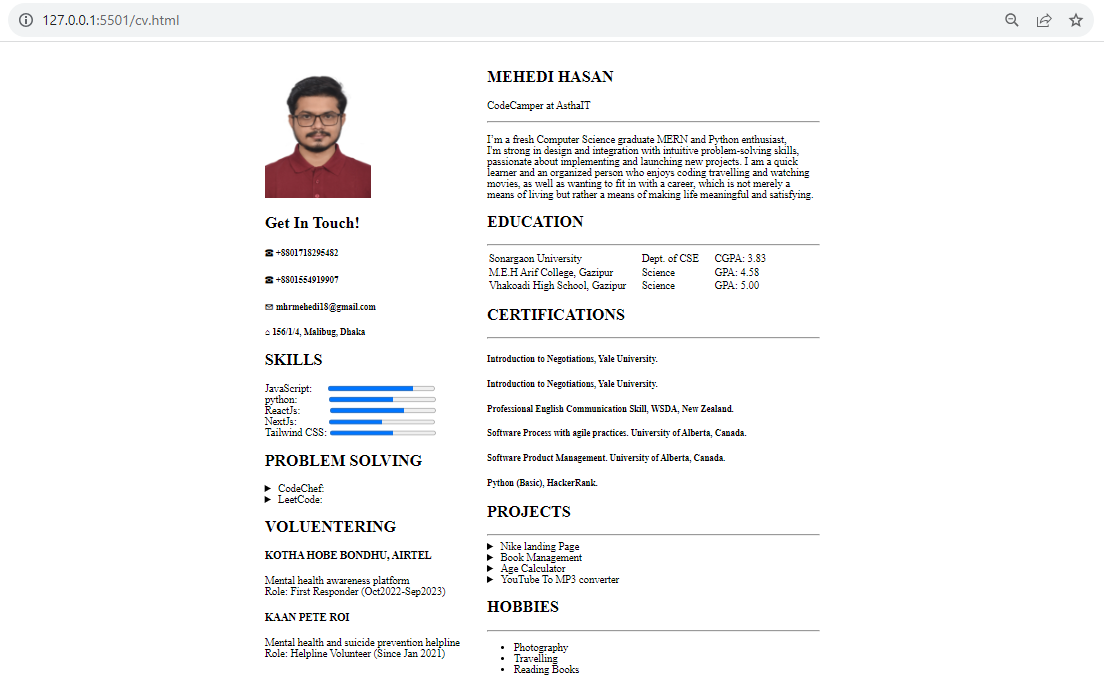 127.0.0.1:5501/cv.html
Get In Touch!
☎ +8801718295482
☎ +8801554919907
✉ mhrmehedi18@gmail.com
⌂ 156/1/4, Malibug, Dhaka
SKILLS
JavaScript:
python:
ReactJs:
NextJs:
Tailwind CSS:
PROBLEM SOLVING
CodeChef:
LeetCode:
VOLUENTERING
KOTHA HOBE BONDHU, AIRTEL
Mental health awareness platform
Role: First Responder (Oct2022-Sep2023)
KAAN PETE ROI
Mental health and suicide prevention helpline
Role: Helpline Volunteer (Since Jan 2021)
MEHEDI HASAN
CodeCamper at AsthaIT
I'm a fresh Computer Science graduate MERN and Python enthusiast,
I'm strong in design and integration with intuitive problem-solving skills,
passionate about implementing and launching new projects. I am a quick
learner and an organized person who enjoys coding travelling and watching
movies, as well as wanting to fit in with a career, which is not merely a
means of living but rather a means of making life meaningful and satisfying.
EDUCATION
Sonargaon University Dept. of CSE CGPA: 3.83
M.E.H Arif College, Gazipur Science GPA: 4.58
Vhakoadi High School, Gazipur Science GPA: 5.00
CERTIFICATIONS
Introduction to Negotiations, Yale University.
Introduction to Negotiations, Yale University.
Professional English Communication Skill, WSDA, New Zealand.
Software Process with agile practices. University of Alberta, Canada.
Software Product Management. University of Alberta, Canada.
Python (Basic), HackerRank.
PROJECTS
Nike landing Page
Book Management
Age Calculator
YouTube To MP3 converter
HOBBIES
• Photography
• Travelling
• Reading Books